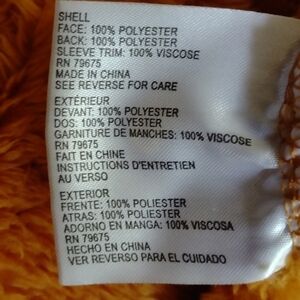 SHELL
FACE: 100% POLYESTER
BACK: 100% POLYESTER
SLEEVE TRIM: 100% VISCOSE
RN 79675
MADE IN CHINA
SEE REVERSE FOR CARE
EXTÉRIEUR
DEVANT: 100% POLYESTER
DOS: 100% POLYESTER
GARNITURE DE MANCHES: 100% VISCOSE
RN 79675
FAIT EN CHINE
INSTRUCTIONS D'ENTRETIEN
AU VERSO
EXTERIOR
FRENTE: 100% POLIESTER
ATRAS: 100% POLIESTER
ADORNO EN MANGA: 100% VISCOSA
RN 79675
HECHO EN CHINA
VER REVERSO PARA EL CUIDADO